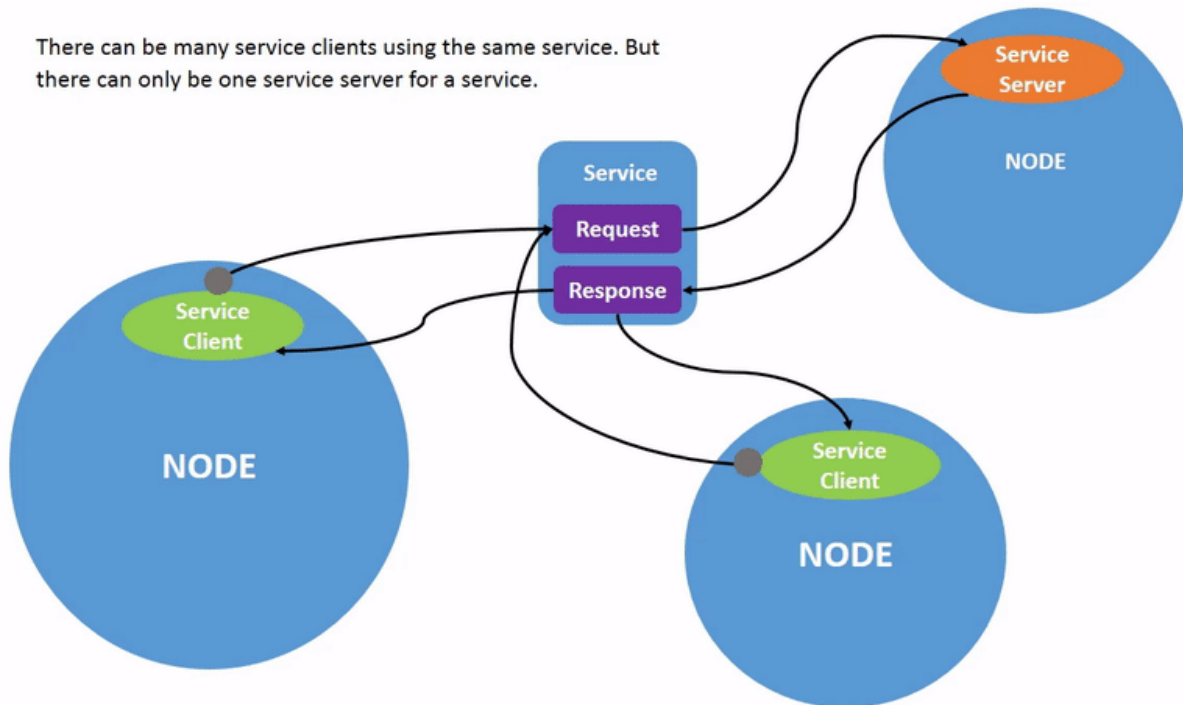 There can be many service clients using the same service. But
there can only be one service server for a service.
Service
Server
NODE
Service
Request
Response
Service
Client
NODE
Service
Client
NODE